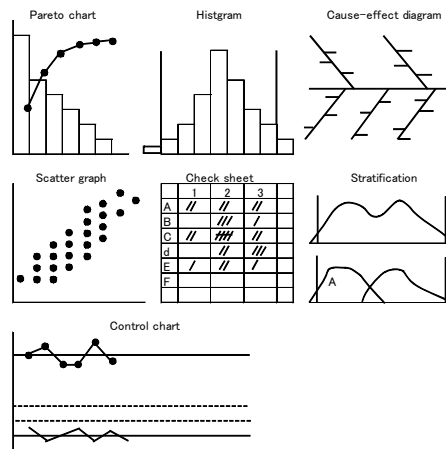 Pareto chart
Histgram
Cause-effect diagram
Scatter graph
Check sheet
Stratification
1 2 3
A
B
C
d
E
F
A
Control chart